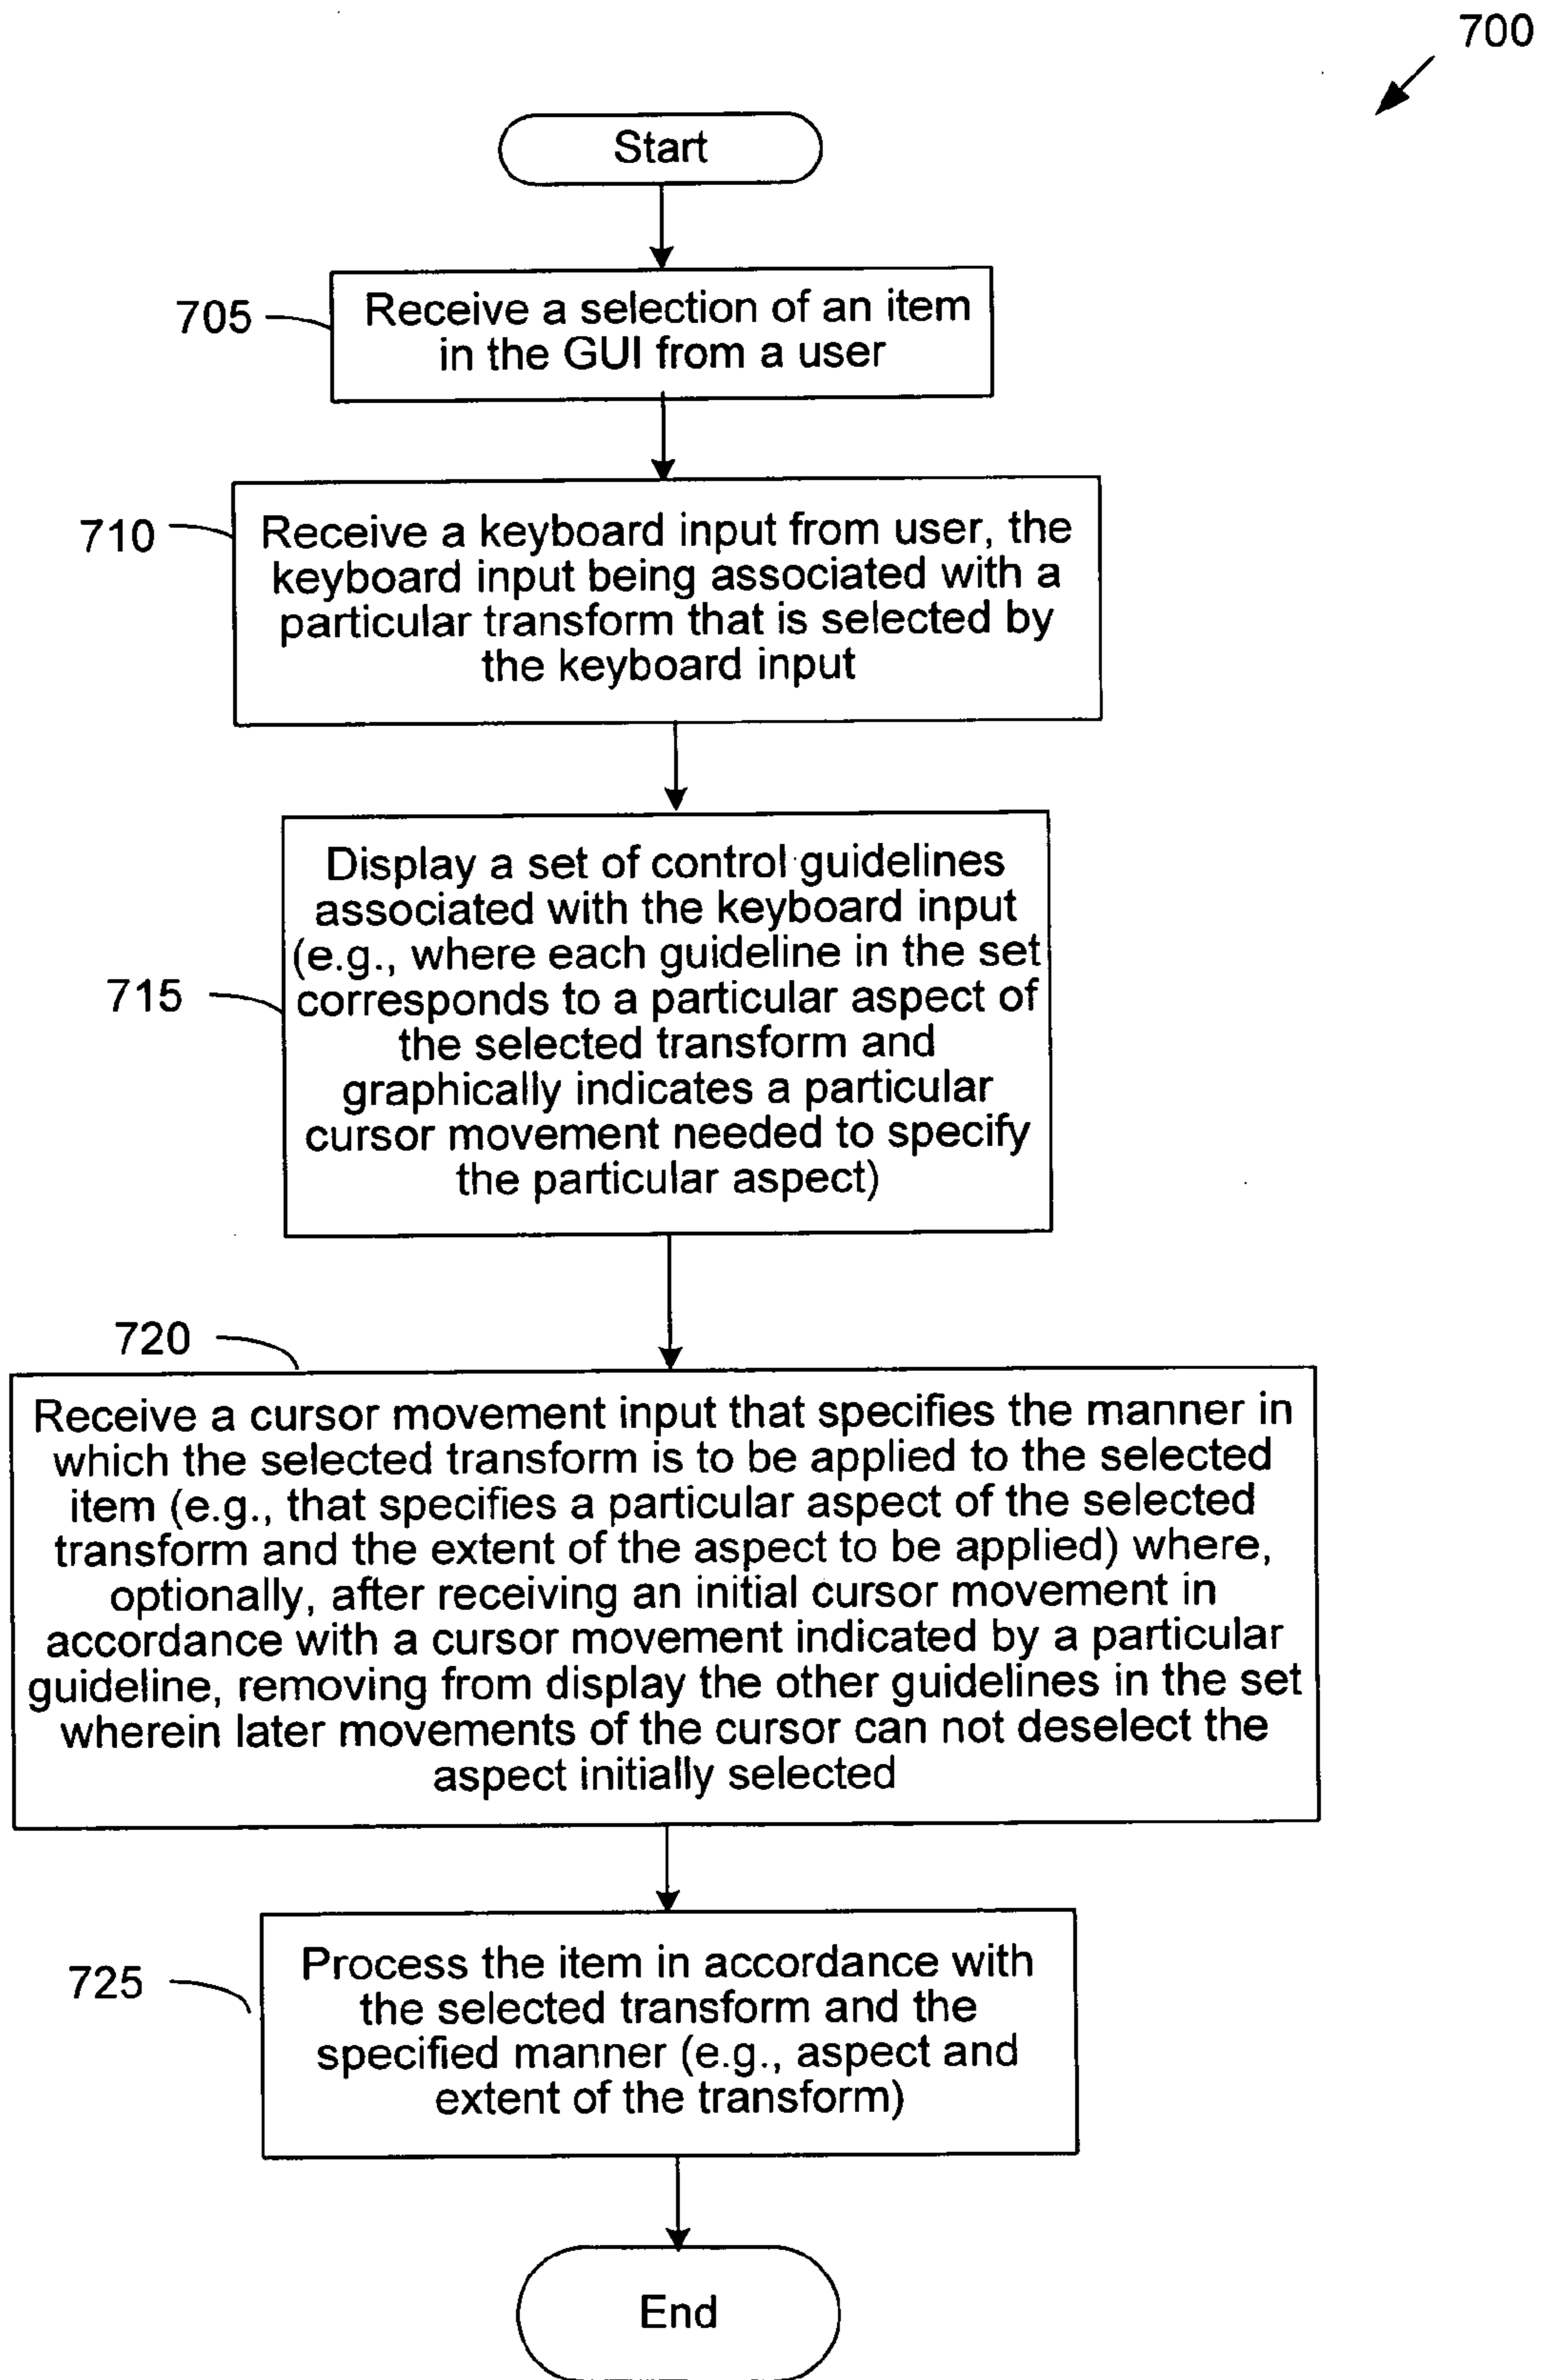 700
Start
705
Receive a selection of an item
in the GUI from a user
710
Receive a keyboard input from user, the
keyboard input being associated with a
particular transform that is selected by
the keyboard input
715
Display a set of control guidelines
associated with the keyboard input
(e.g., where each guideline in the set
corresponds to a particular aspect of
the selected transform and
graphically indicates a particular
cursor movement needed to specify
the particular aspect)
720
Receive a cursor movement input that specifies the manner in
which the selected transform is to be applied to the selected
item (e.g., that specifies a particular aspect of the selected
transform and the extent of the aspect to be applied) where,
optionally, after receiving an initial cursor movement in
accordance with a cursor movement indicated by a particular
guideline, removing from display the other guidelines in the set
wherein later movements of the cursor can not deselect the
aspect initially selected
725
Process the item in accordance with
the selected transform and the
specified manner (e.g., aspect and
extent of the transform)
End